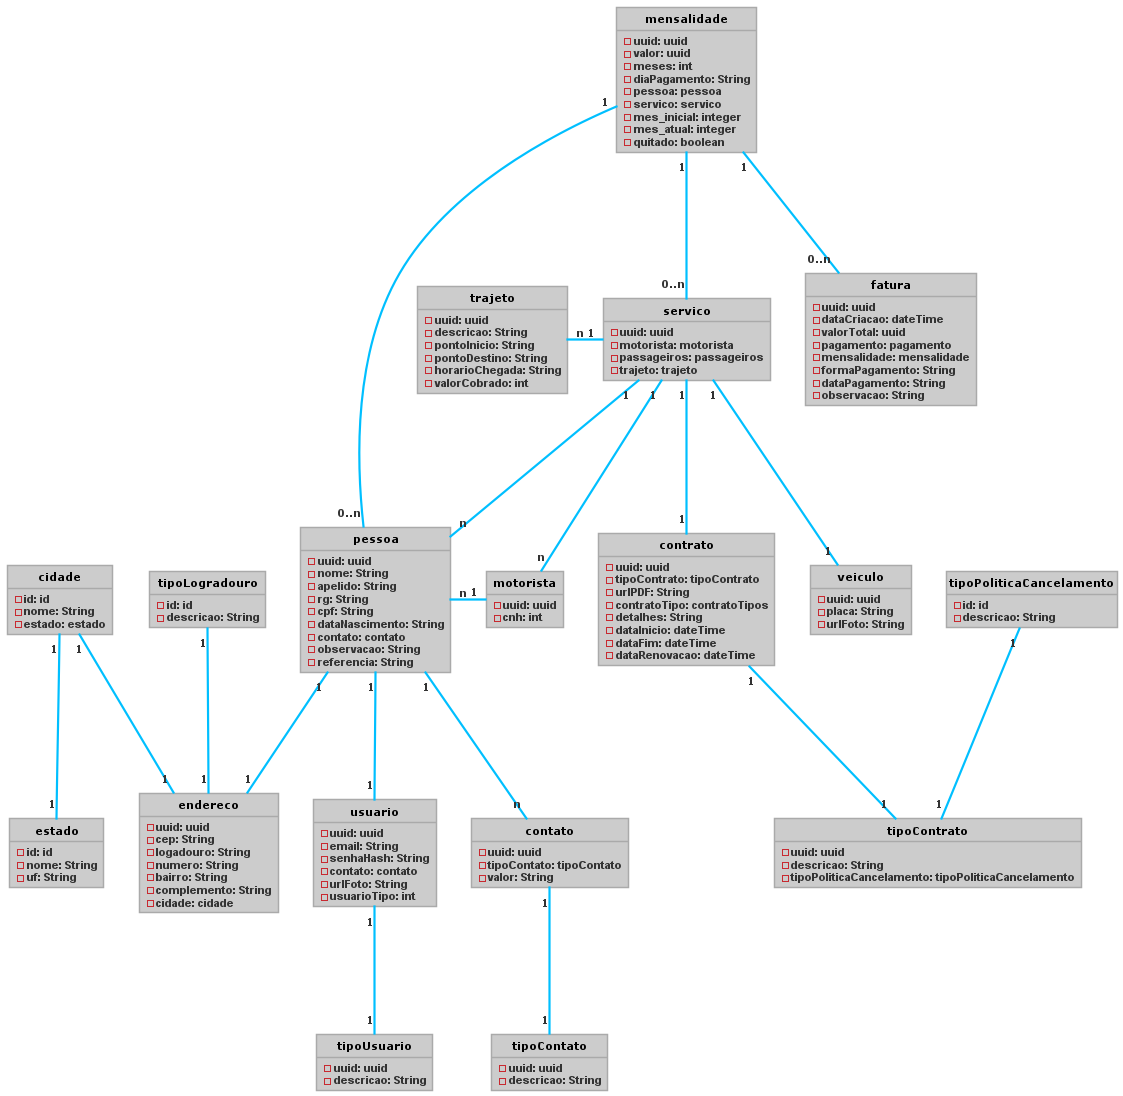 mensalidade
uuid: uuid
valor: uuid
meses: int
diaPagamento: String
pessoa: pessoa
servico: servico
mes_inicial: integer
mes_atual: integer
quitado: boolean
1
1
1
0..n
0..n
0..n
fatura
uuid: uuid
dataCriacao: dateTime
valorTotal: uuid
pagamento: pagamento
mensalidade: mensalidade
formaPagamento: String
dataPagamento: String
observacao: String
trajeto
uuid: uuid
descricao: String
pontoInicio: String
pontoDestino: String
horarioChegada: String
valorCobrado: int
n 1
servico
uuid: uuid
motorista: motorista
passageiros: passageiros
trajeto: trajeto
1
1
1
1
n
n
1
1
pessoa
uuid: uuid
nome: String
apelido: String
rg: String
cpf: String
dataNascimento: String
contato: contato
observacao: String
referencia: String
n 1
motorista
uuid: uuid
cnh: int
contrato
uuid: uuid
tipoContrato: tipoContrato
urlPDF: String
contratoTipo: contratoTipos
detalhes: String
dataInicio: dateTime
dataFim: dateTime
dataRenovacao: dateTime
veiculo
uuid: uuid
placa: String
urlFoto: String
tipoPoliticaCancelamento
id: id
descricao: String
cidade
id: id
nome: String
estado: estado
tipoLogradouro
id: id
descricao: String
1
1
1
1
1
1
1
1
1
1
1
1
1
n
1
1
estado
id: id
nome: String
uf: String
endereco
uuid: uuid
cep: String
logadouro: String
numero: String
bairro: String
complemento: String
cidade: cidade
usuario
uuid: uuid
email: String
senhaHash: String
contato: contato
urlFoto: String
usuarioTipo: int
contato
uuid: uuid
tipoContato: tipoContato
valor: String
tipoContrato
uuid: uuid
descricao: String
tipoPoliticaCancelamento: tipoPoliticaCancelamento
1
1
1
1
tipoUsuario
uuid: uuid
descricao: String
tipoContato
uuid: uuid
descricao: String